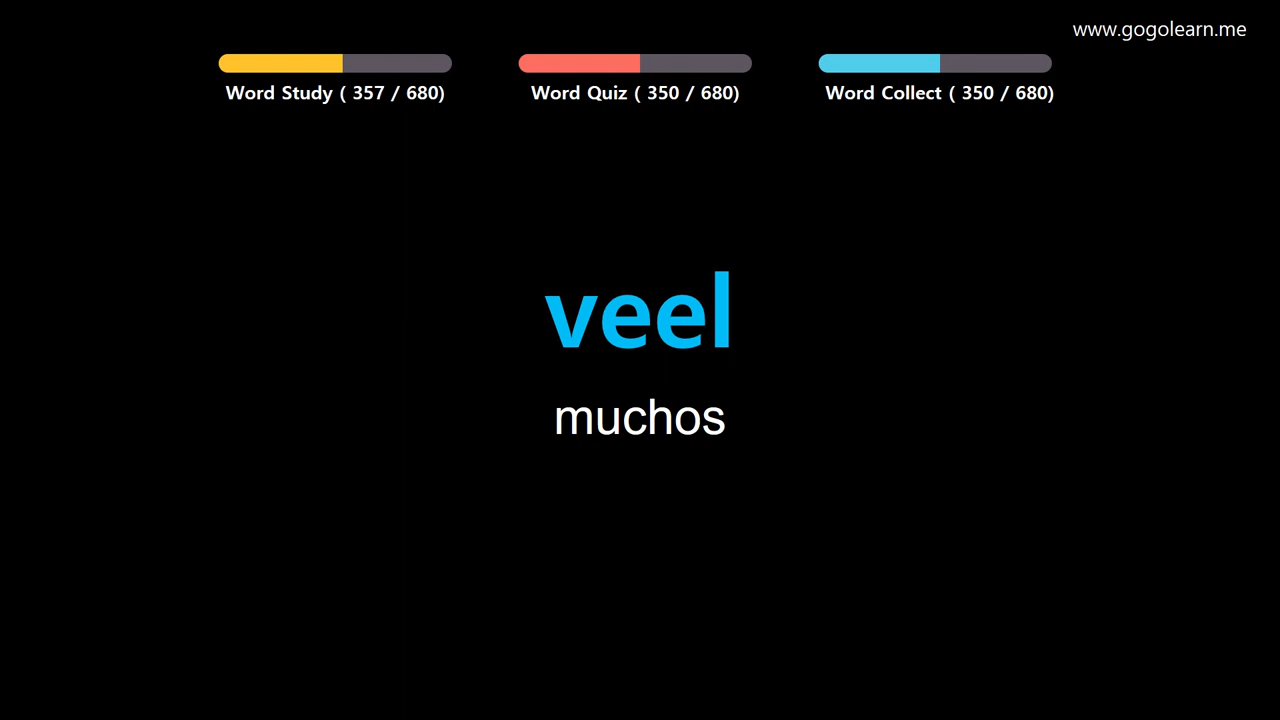 www.gogolearn.me
Word Study ( 357 / 680)
Word Quiz ( 350 / 680)
Word Collect ( 350 / 680)
veel
muchos